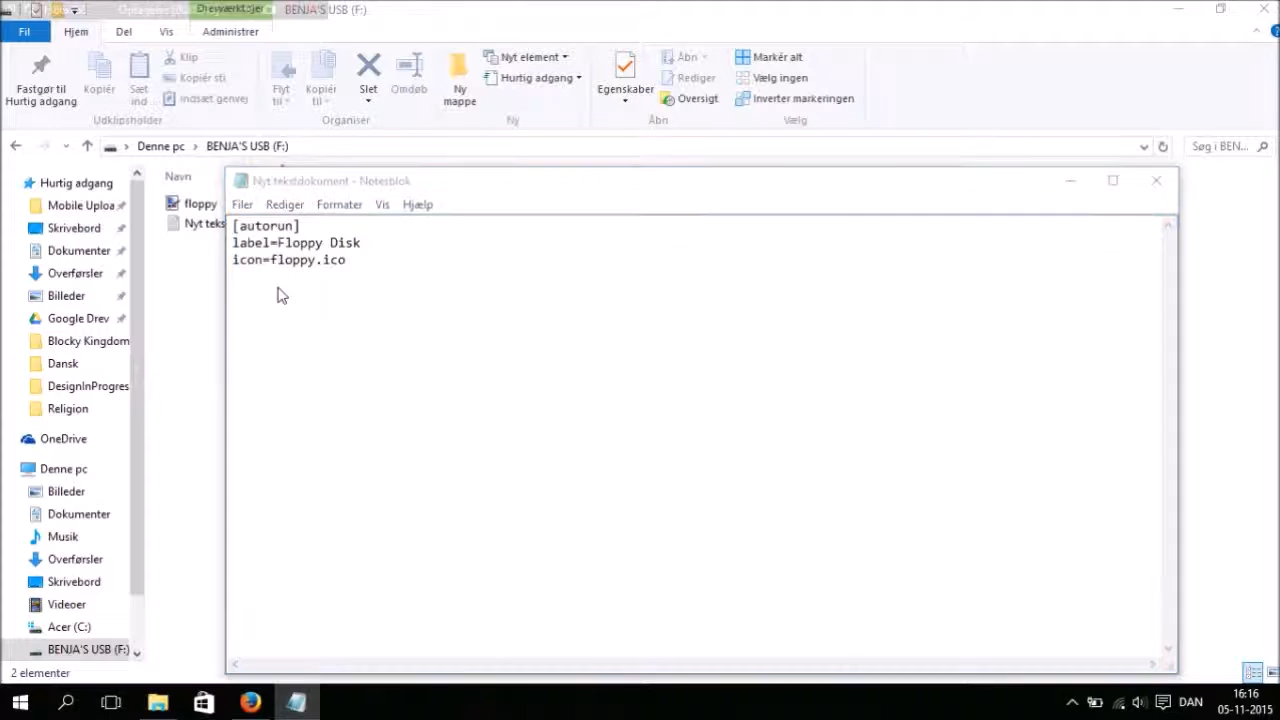 Drevværktøjer
BENJA'S USB (F:)
Fil
Hjem
Del
Vis
Administrer
Fastgør til
Hurtig adgang
Kopiér
Sæt
ind
Klip
Kopiér sti
Indsæt genvej
Udklipsholder
Flyt
til
Kopiér
til
Slet
Omdøb
Organiser
Ny
mappe
Nyt element
Hurtig adgang
Ny
Egenskaber
Åbn
Rediger
Oversigt
Åbn
Markér alt
Vælg ingen
Inverter markeringen
Vælg
Denne pc
BENJA'S USB (F:)
Søg i BEN...
Hurtig adgang
Mobile Uploa
Skrivebord
Dokumenter
Overførsler
Billeder
Google Drev
Blocky Kingdom
Dansk
DesignInProgres
Religion
OneDrive
Denne pc
Billeder
Dokumenter
Musik
Overførsler
Skrivebord
Videoer
Acer (C:)
BENJA'S USB (F:)
Navn
floppy
Nyt teks
Nyt tekstdokument - Notesblok
Filer
Rediger
Formater
Vis
Hjælp
[autorun]
label=Floppy Disk
icon=floppy.ico
2 elementer
DAN
16:16
05-11-2015